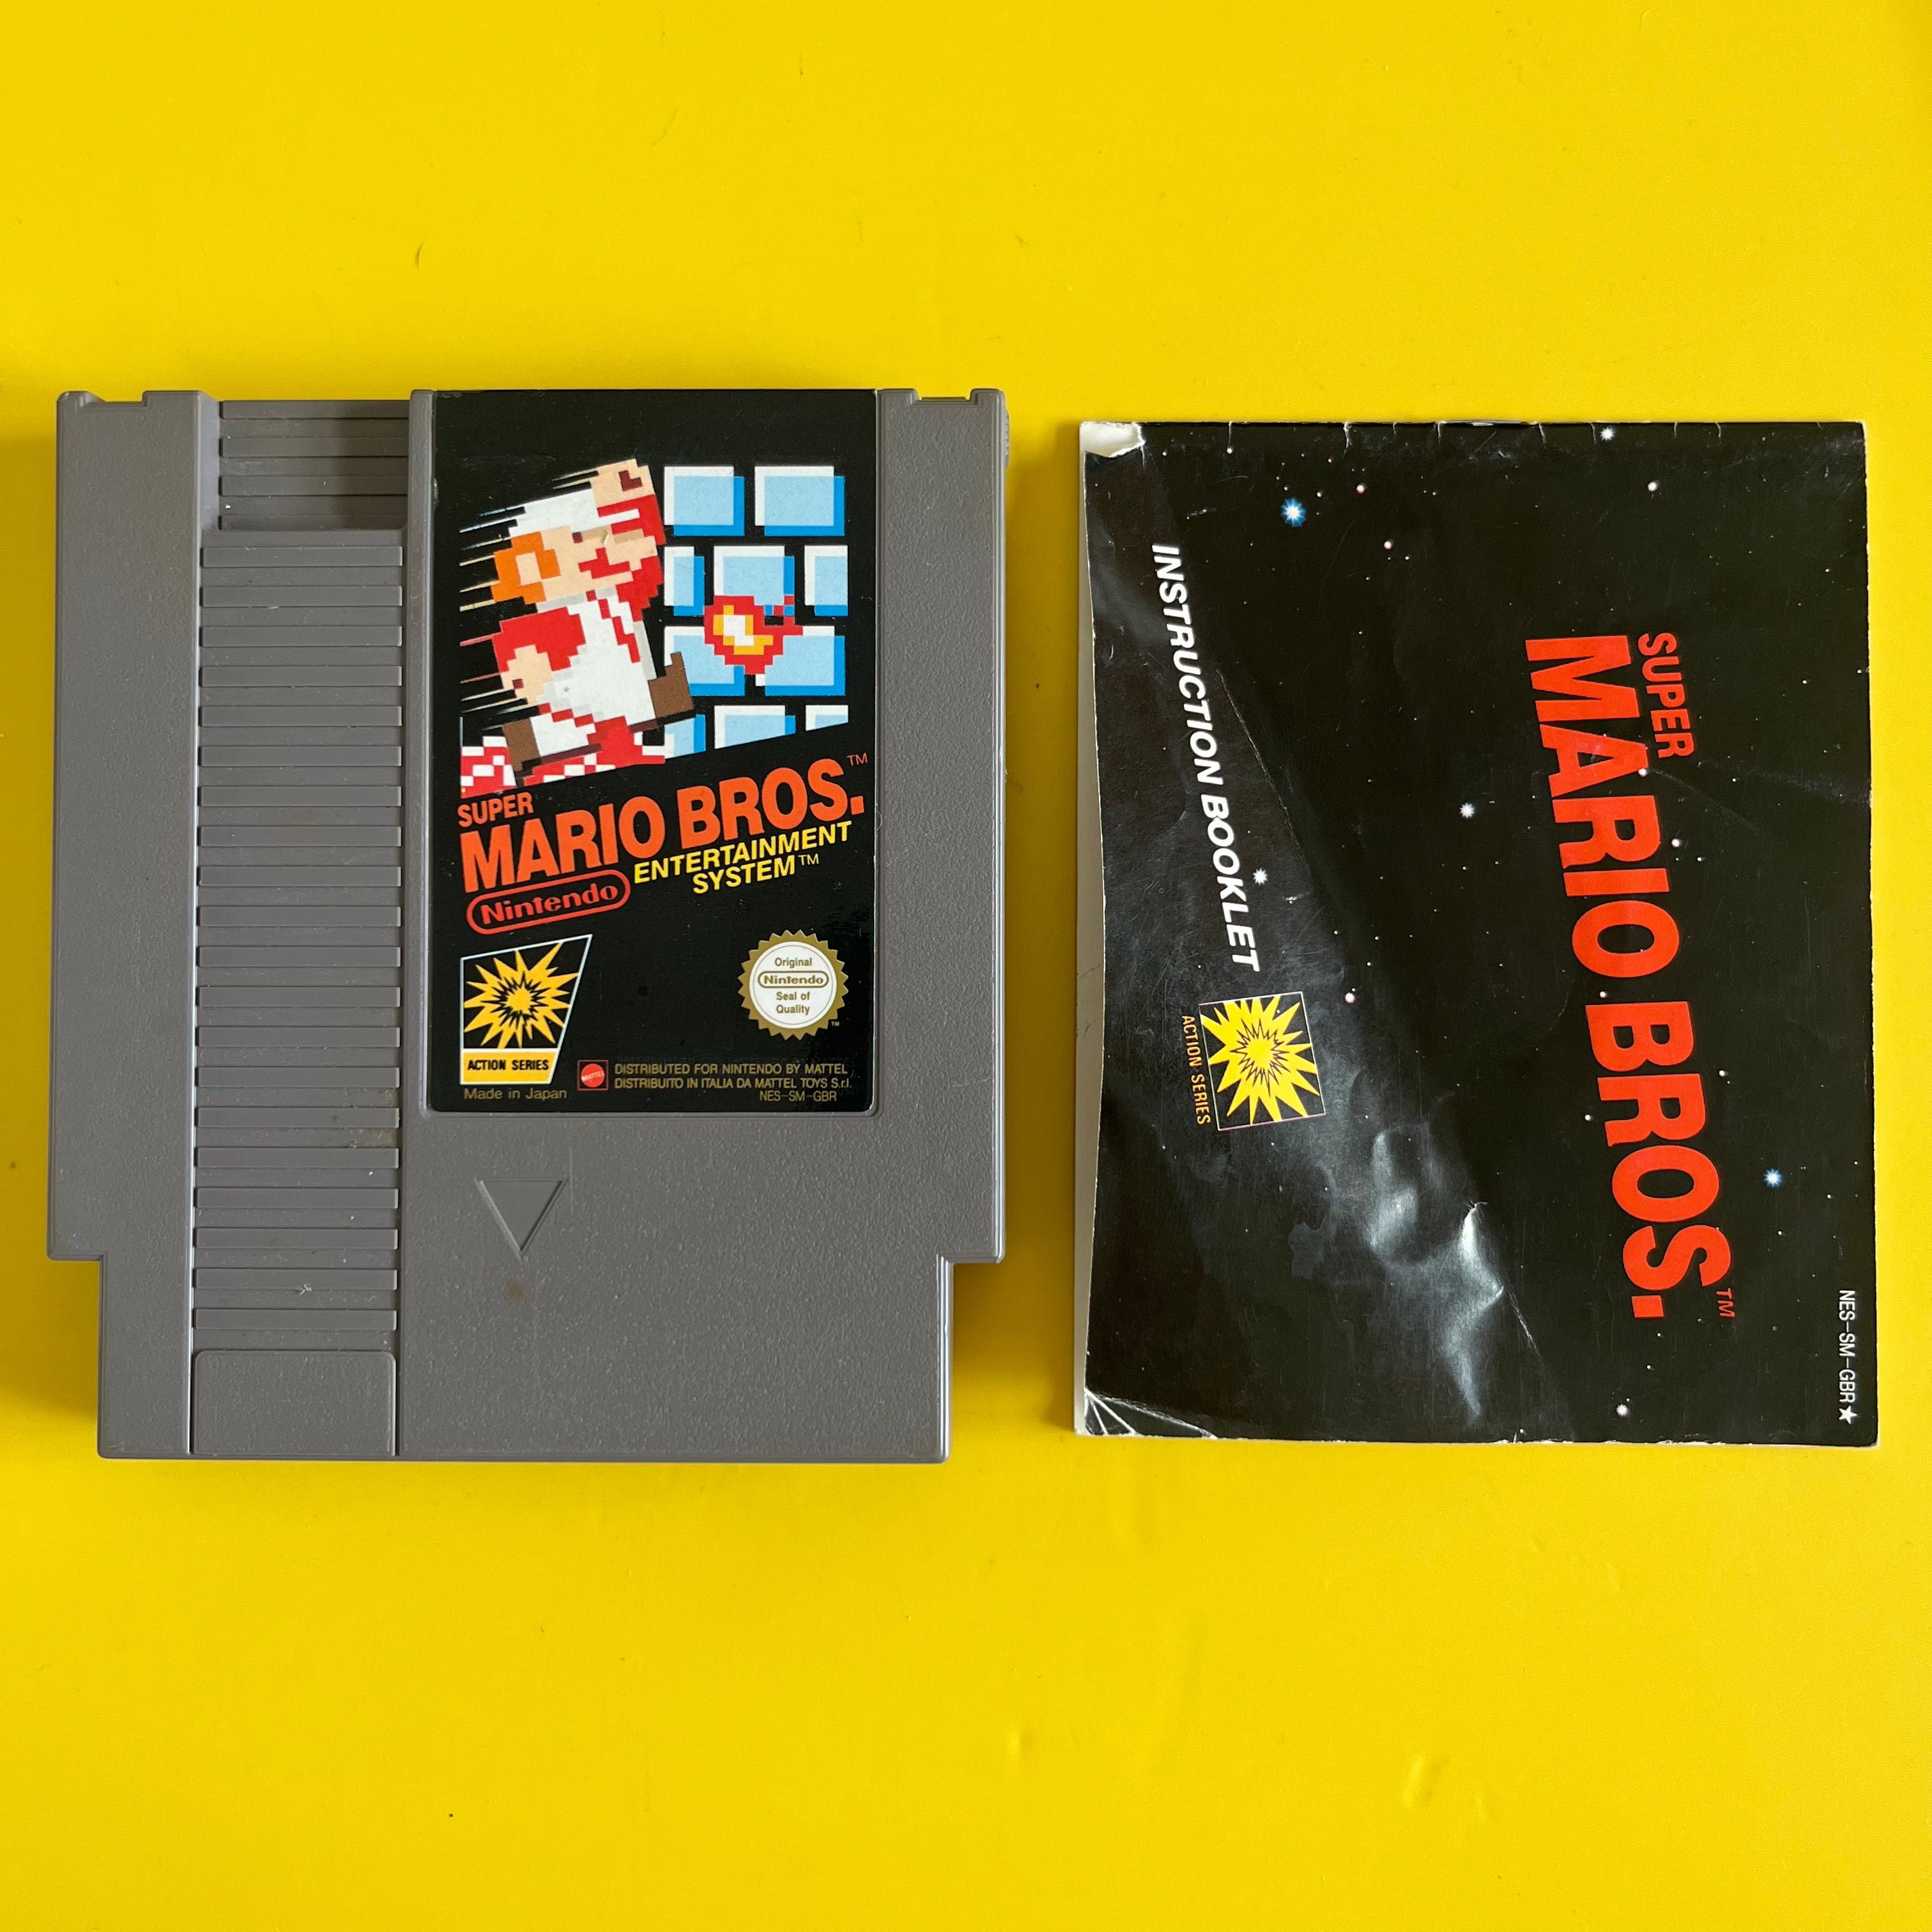 SUPER
MARIO BROS.™
Nintendo
ENTERTAINMENT
SYSTEM™
Original
Nintendo
Seal of
Quality
™
ACTION SERIES
Made in Japan
MATTEL
DISTRIBUTED FOR NINTENDO BY MATTEL
DISTRIBUITO IN ITALIA DA MATTEL TOYS S.r.l.
NES-SM-GBR
NES-SM-GBR★
SUPER
MARIO BROS.™
INSTRUCTION BOOKLET
ACTION SERIES